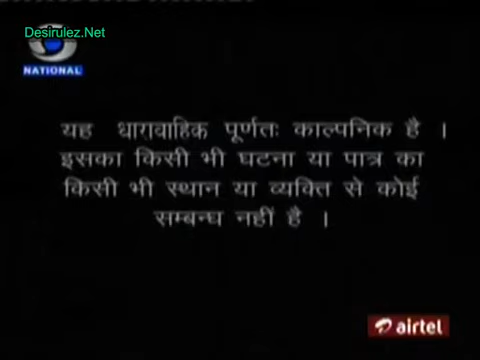 Desirulez.Net
NATIONAL
यह धारावाहिक पूर्णतः काल्पनिक है ।
इसका किसी भी घटना या पात्र का
किसी भी स्थान या व्यक्ति से कोई
सम्बन्ध नहीं है ।
airtel